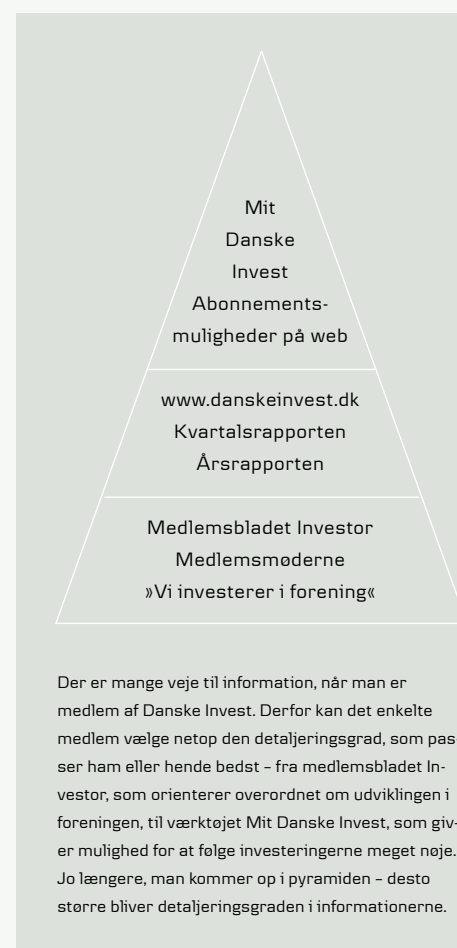 Mit
Danske
Invest
Abonnements-
muligheder på web
www.danskeinvest.dk
Kvartalsrapporten
Årsrapporten
Medlemsbladet Investor
Medlemsmøderne
»Vi investerer i forening«
Der er mange veje til information, når man er
medlem af Danske Invest. Derfor kan det enkelte
medlem vælge netop den detaljeringsgrad, som pas-
ser ham eller hende bedst – fra medlemsbladet In-
vestor, som orienterer overordnet om udviklingen i
foreningen, til værktøjet Mit Danske Invest, som giv-
er mulighed for at følge investeringerne meget nøje.
Jo længere, man kommer op i pyramiden – desto
større bliver detaljeringsgraden i informationerne.